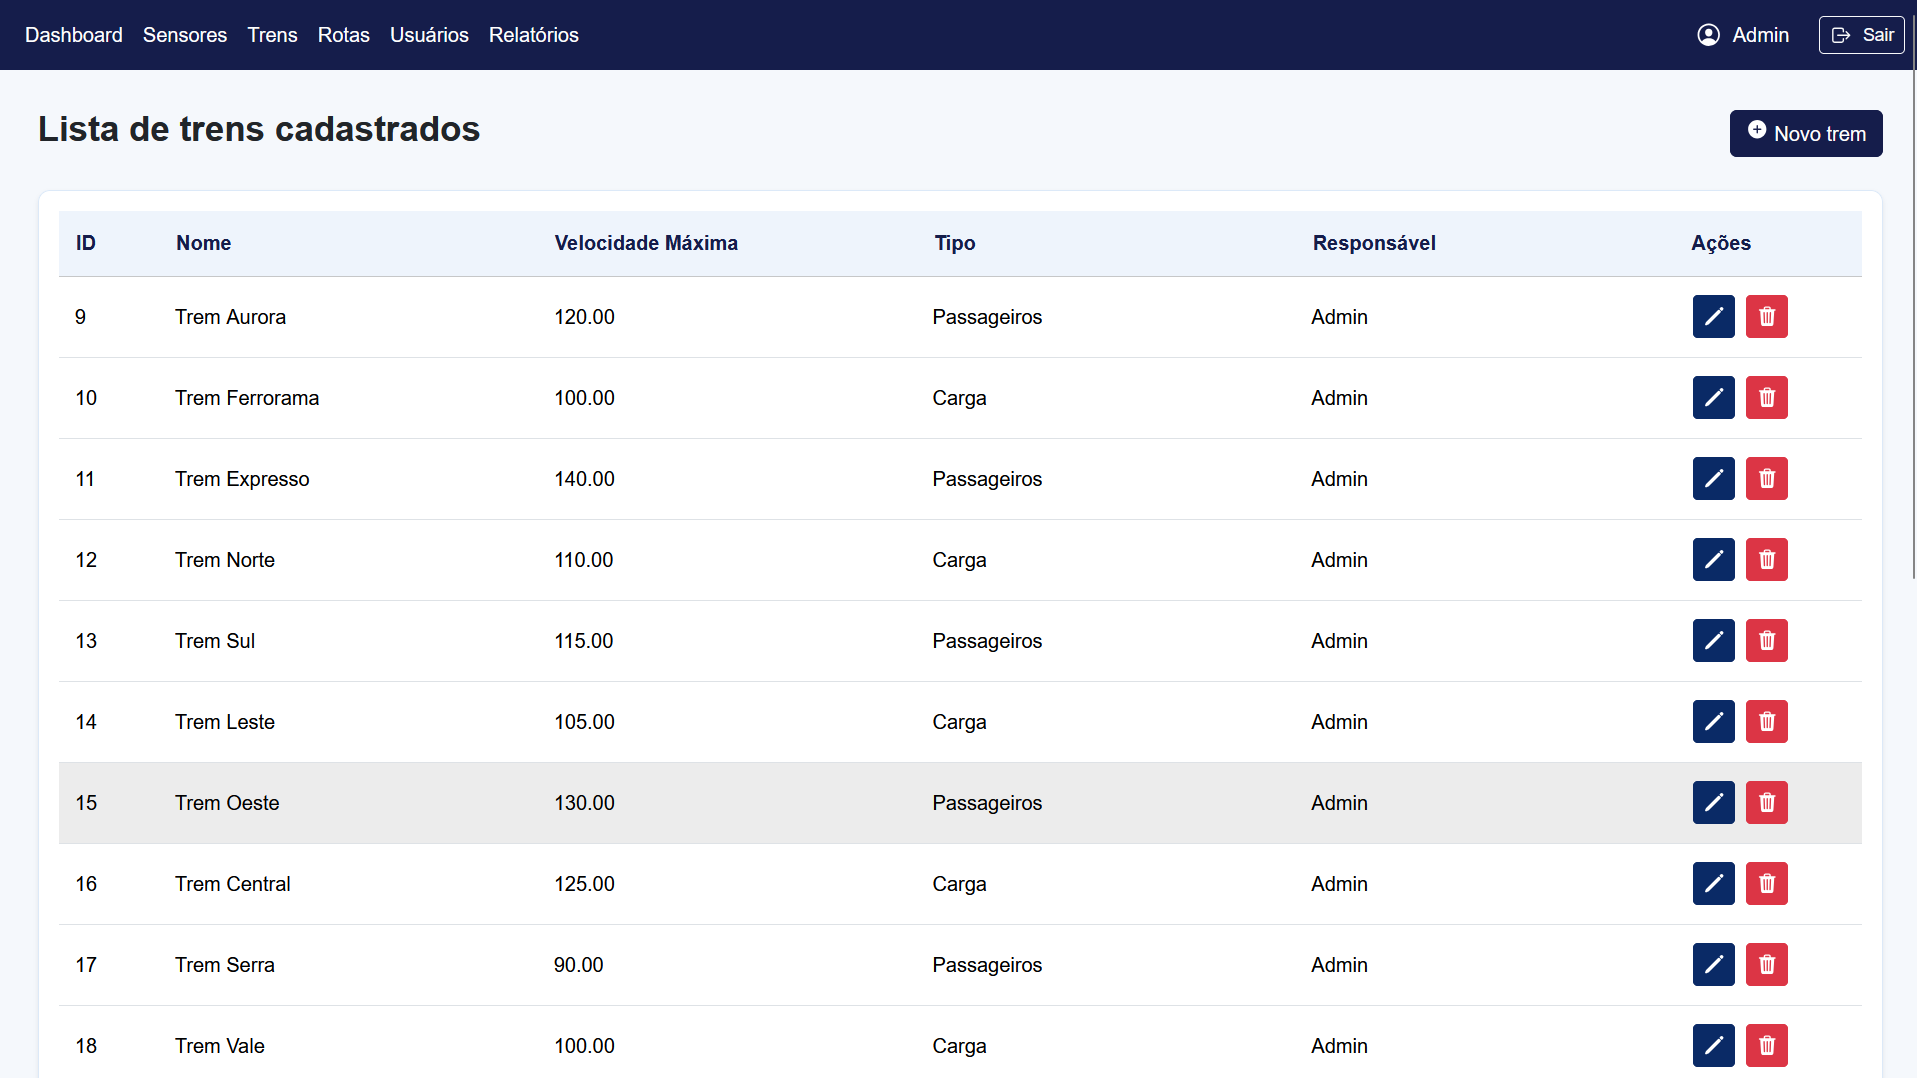 Dashboard Sensores Trens Rotas Usuários Relatórios Admin Sair
Lista de trens cadastrados
Novo trem
ID Nome Velocidade Máxima Tipo Responsável Ações
9 Trem Aurora 120.00 Passageiros Admin
10 Trem Ferrorama 100.00 Carga Admin
11 Trem Expresso 140.00 Passageiros Admin
12 Trem Norte 110.00 Carga Admin
13 Trem Sul 115.00 Passageiros Admin
14 Trem Leste 105.00 Carga Admin
15 Trem Oeste 130.00 Passageiros Admin
16 Trem Central 125.00 Carga Admin
17 Trem Serra 90.00 Passageiros Admin
18 Trem Vale 100.00 Carga Admin